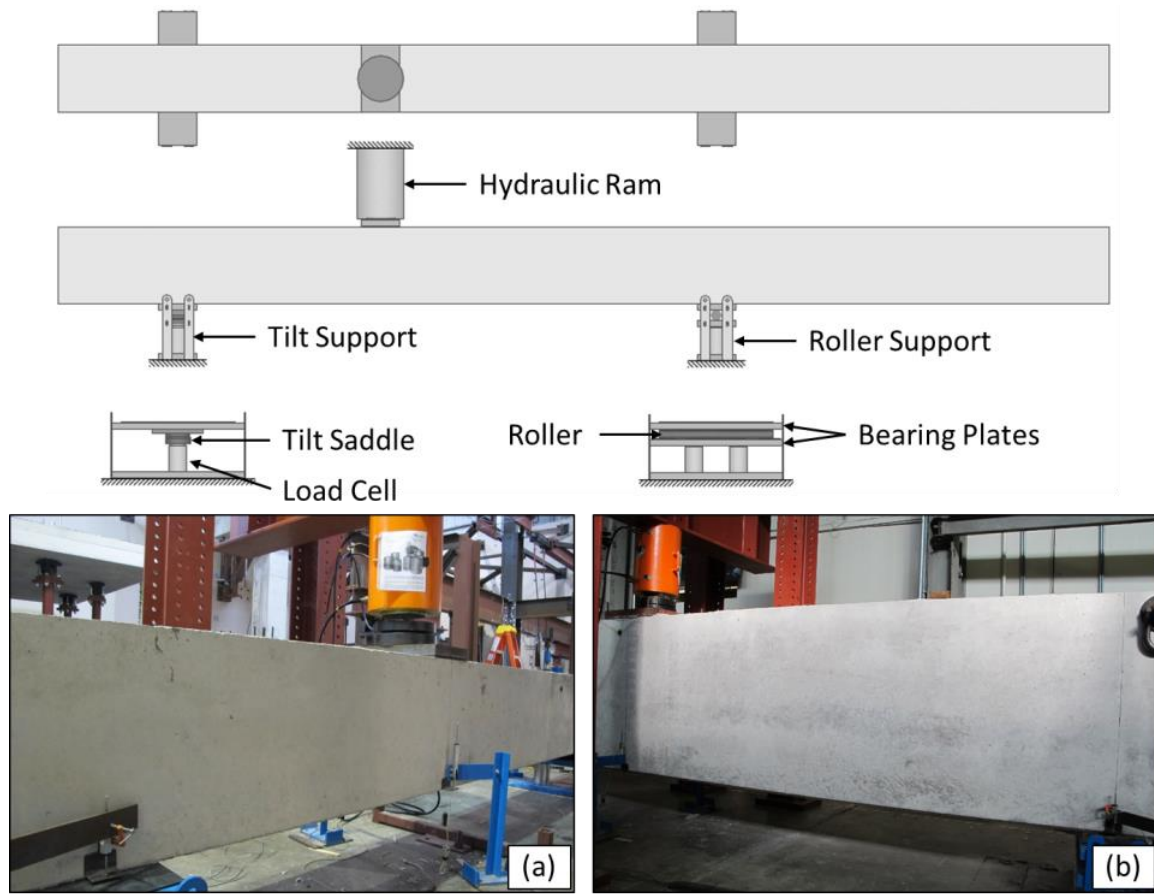 Hydraulic Ram
Tilt Support
Roller Support
Tilt Saddle
Load Cell
Roller
Bearing Plates
(a)
(b)